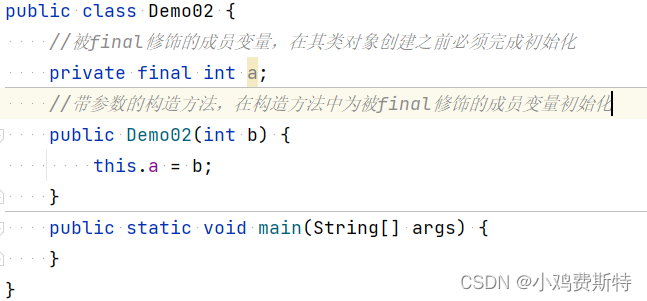 public class Demo02 {
//被final修饰的成员变量，在其类对象创建之前必须完成初始化
private final int a;
//带参数的构造方法，在构造方法中为被final修饰的成员变量初始化
public Demo02(int b) {
this.a = b;
}
public static void main(String[] args) {
}
}
CSDN @小鸡费斯特